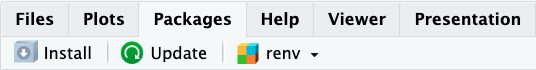 Files Plots Packages Help Viewer Presentation
Install Update renv